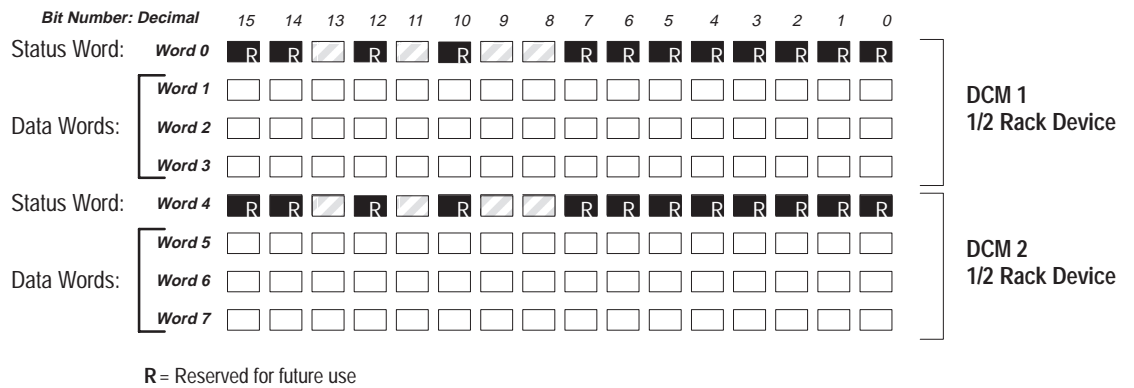 Bit Number: Decimal 15 14 13 12 11 10 9 8 7 6 5 4 3 2 1 0
Status Word: Word 0 R R R R R R R R R R R R
Word 1
DCM 1
Data Words: Word 2
1/2 Rack Device
Word 3
Status Word: Word 4 R R R R R R R R R R R R
Word 5
DCM 2
Data Words: Word 6
1/2 Rack Device
Word 7
R = Reserved for future use